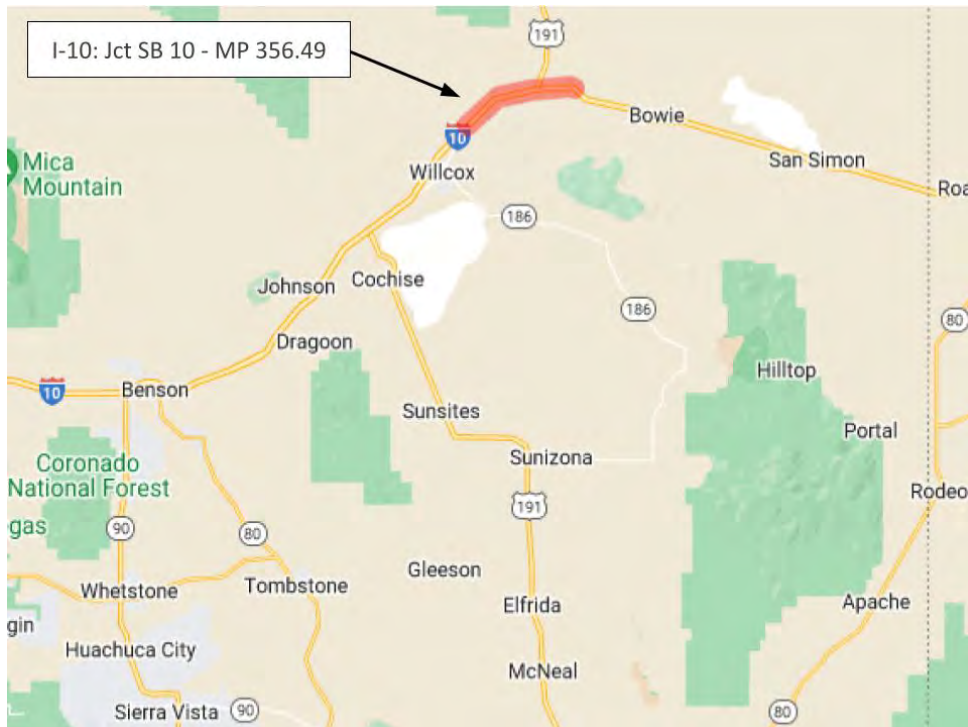 I-10: Jct SB 10 - MP 356.49
191
Bowie
10
San Simon
Mica
Mountain
Willcox
Roa
186
Johnson
Cochise
186
80
Dragoon
Hilltop
10
Benson
Sunsites
Portal
Coronado
National Forest
Sunizona
Rodeo
gas
90
80
191
Gleeson
Whetstone
Tombstone
Elfrida
Apache
gin
Huachuca City
McNeal
Sierra Vista
90
80